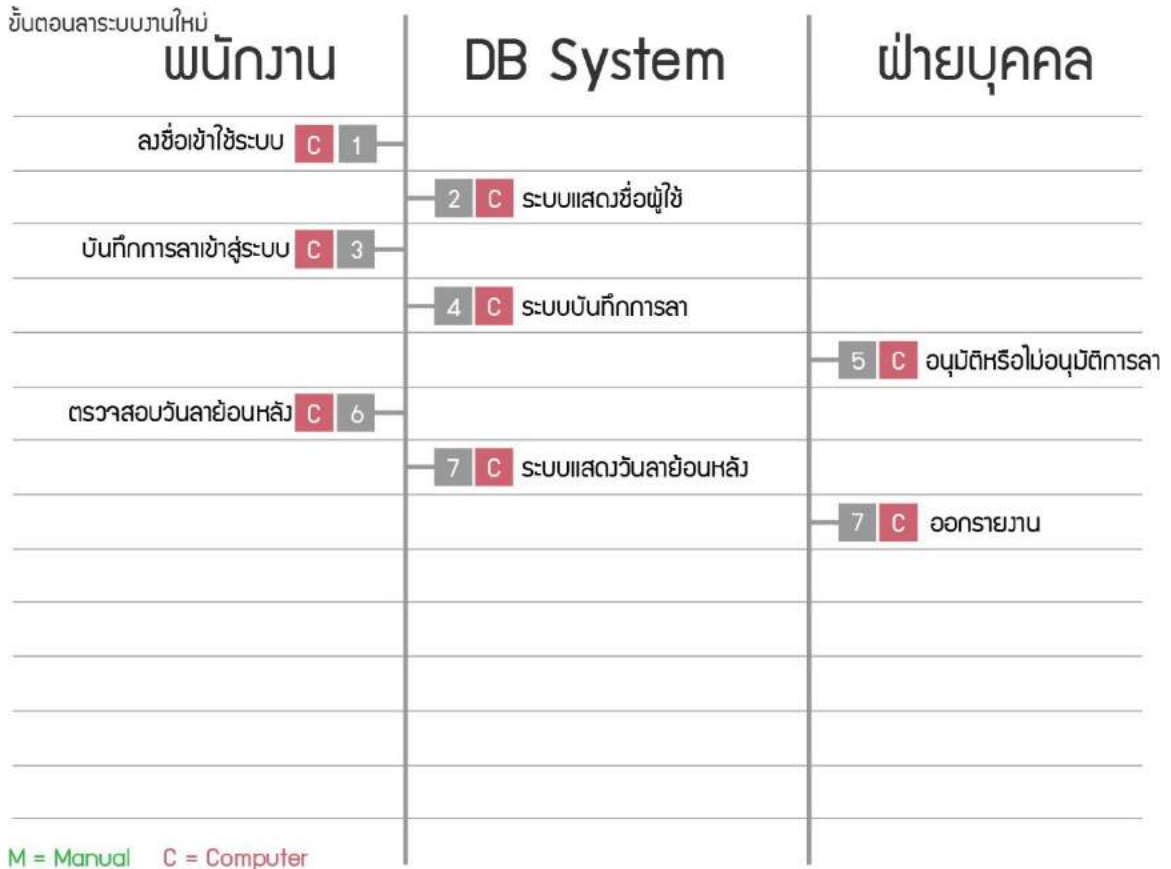 ขั้นตอนลาระบบงานใหม่
พนักงาน DB System ฝ่ายบุคคล
ลงชื่อเข้าใช้ระบบ C 1
2 C ระบบแสดงชื่อผู้ใช้
บันทึกการลาเข้าสู่ระบบ C 3
4 C ระบบบันทึกการลา
5 C อนุมัติหรือไม่อนุมัติการลา
ตรวจสอบวันลาย้อนหลัง C 6
7 C ระบบแสดงวันลาย้อนหลัง
7 C ออกรายงาน
M = Manual C = Computer